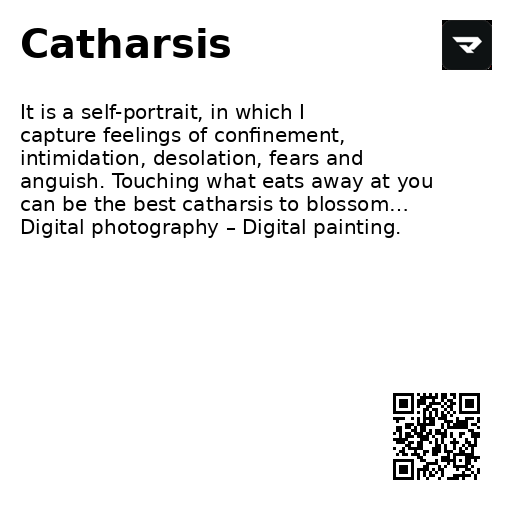 Catharsis
It is a self-portrait, in which I
capture feelings of confinement,
intimidation, desolation, fears and
anguish. Touching what eats away at you
can be the best catharsis to blossom…
Digital photography – Digital painting.